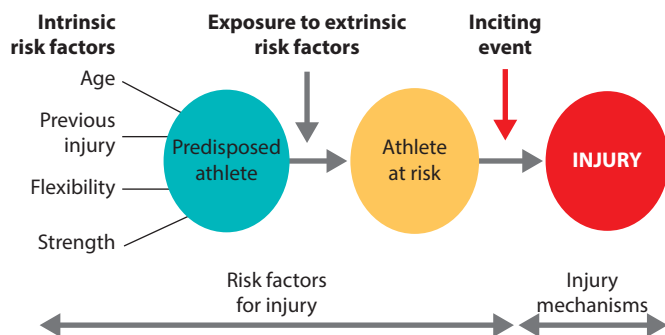 Intrinsic
risk factors
Exposure to extrinsic
risk factors
Inciting
event
Age
Previous
injury
Flexibility
Strength
Predisposed
athlete
Athlete
at risk
INJURY
Risk factors
for injury
Injury
mechanisms